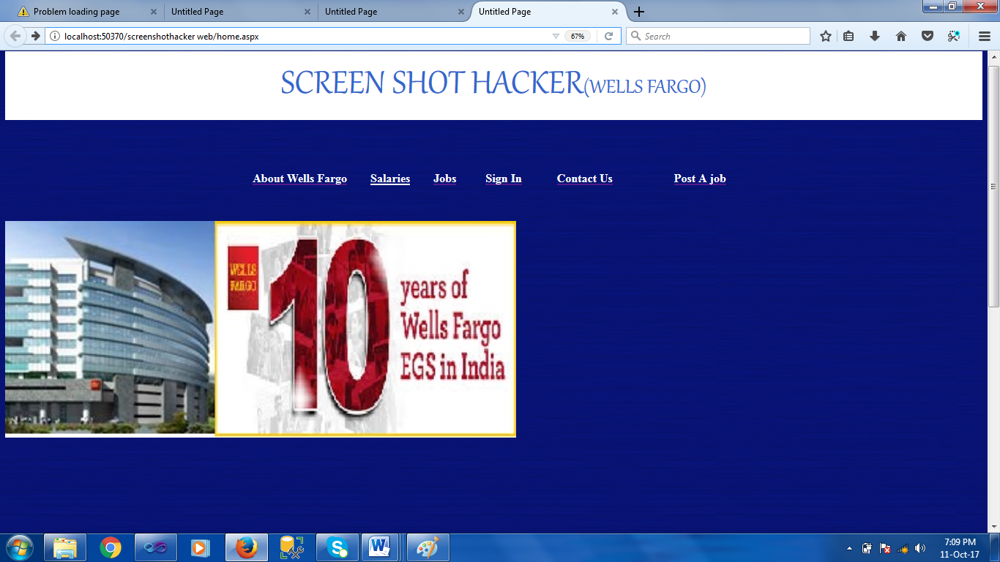 Problem loading page
Untitled Page
Untitled Page
Untitled Page
localhost:50370/screenshothacker web/home.aspx
67%
Search
SCREEN SHOT HACKER(WELLS FARGO)
About Wells Fargo Salaries Jobs Sign In Contact Us Post A job
WELLS
FARGO
10
years of
Wells Fargo
EGS in India
7:09 PM
11-Oct-17